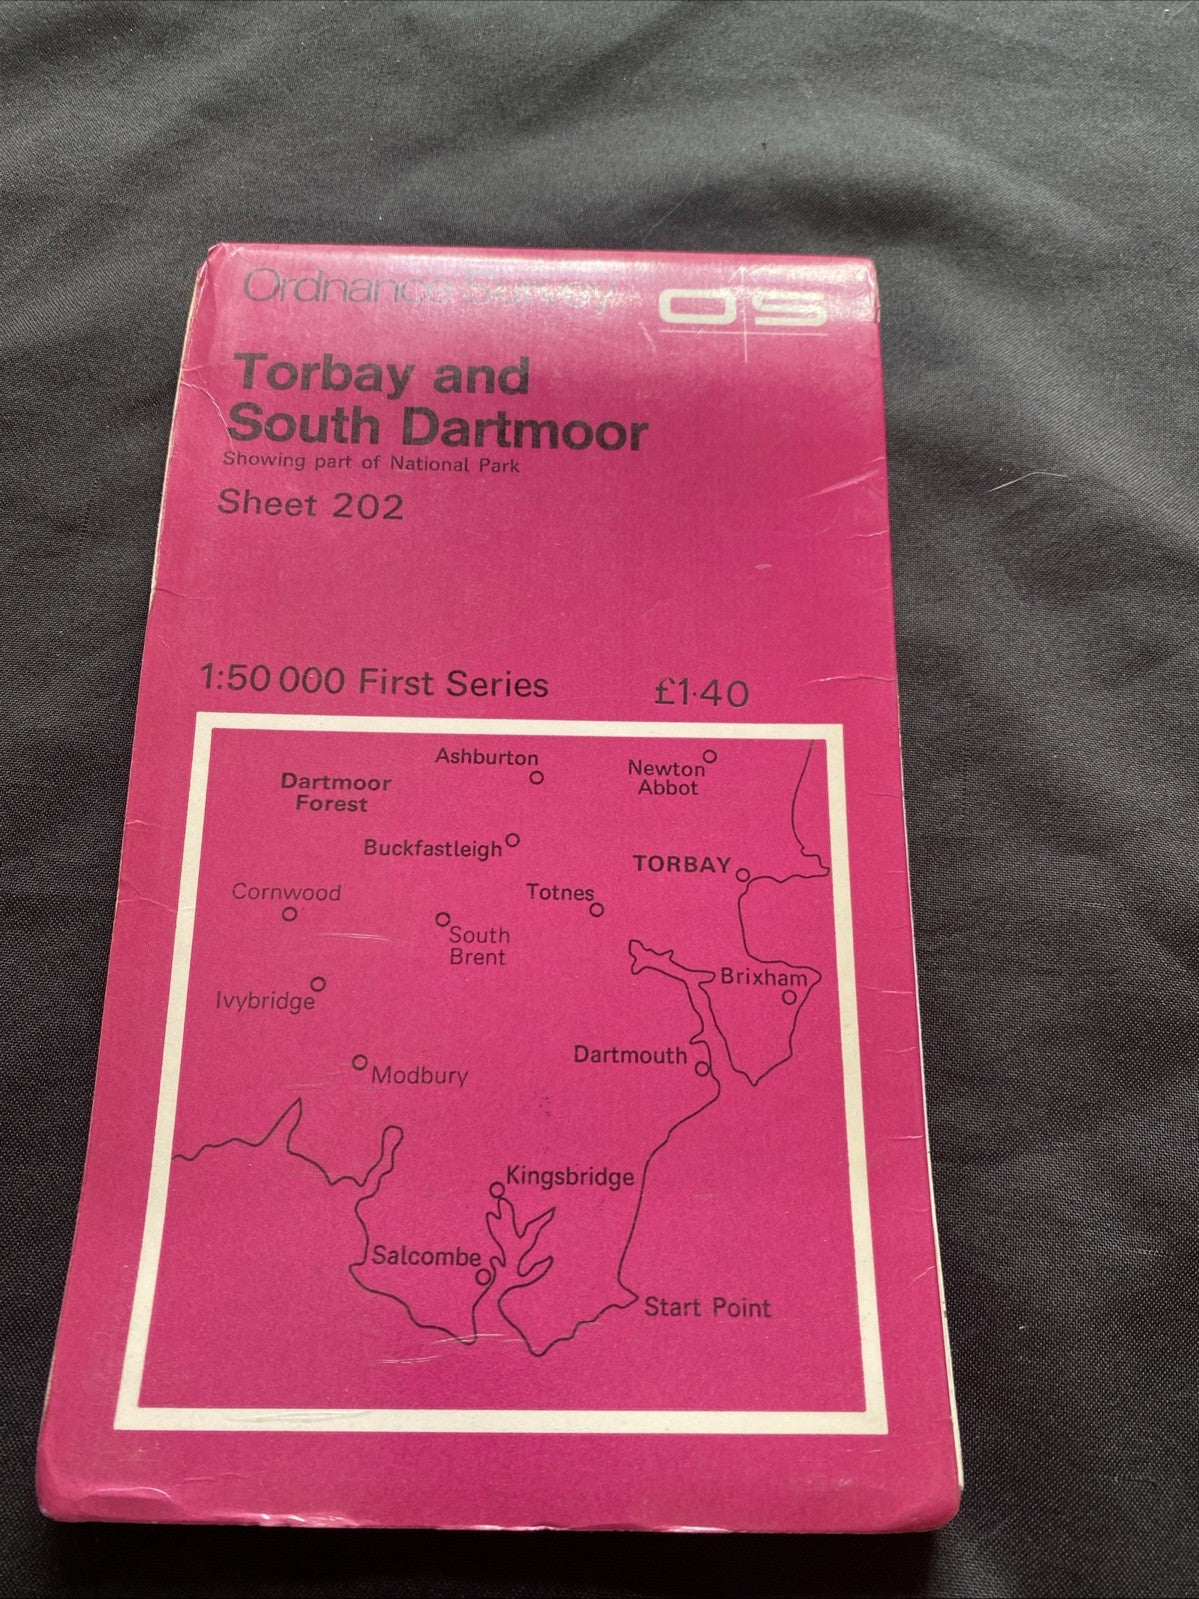 Ordnance Survey OS
Torbay and
South Dartmoor
Showing part of National Park
Sheet 202
1:50 000 First Series £1·40
Ashburton
Newton
Abbot
Dartmoor
Forest
Buckfastleigh
TORBAY
Cornwood
Totnes
South
Brent
Brixham
Ivybridge
Dartmouth
Modbury
Kingsbridge
Salcombe
Start Point